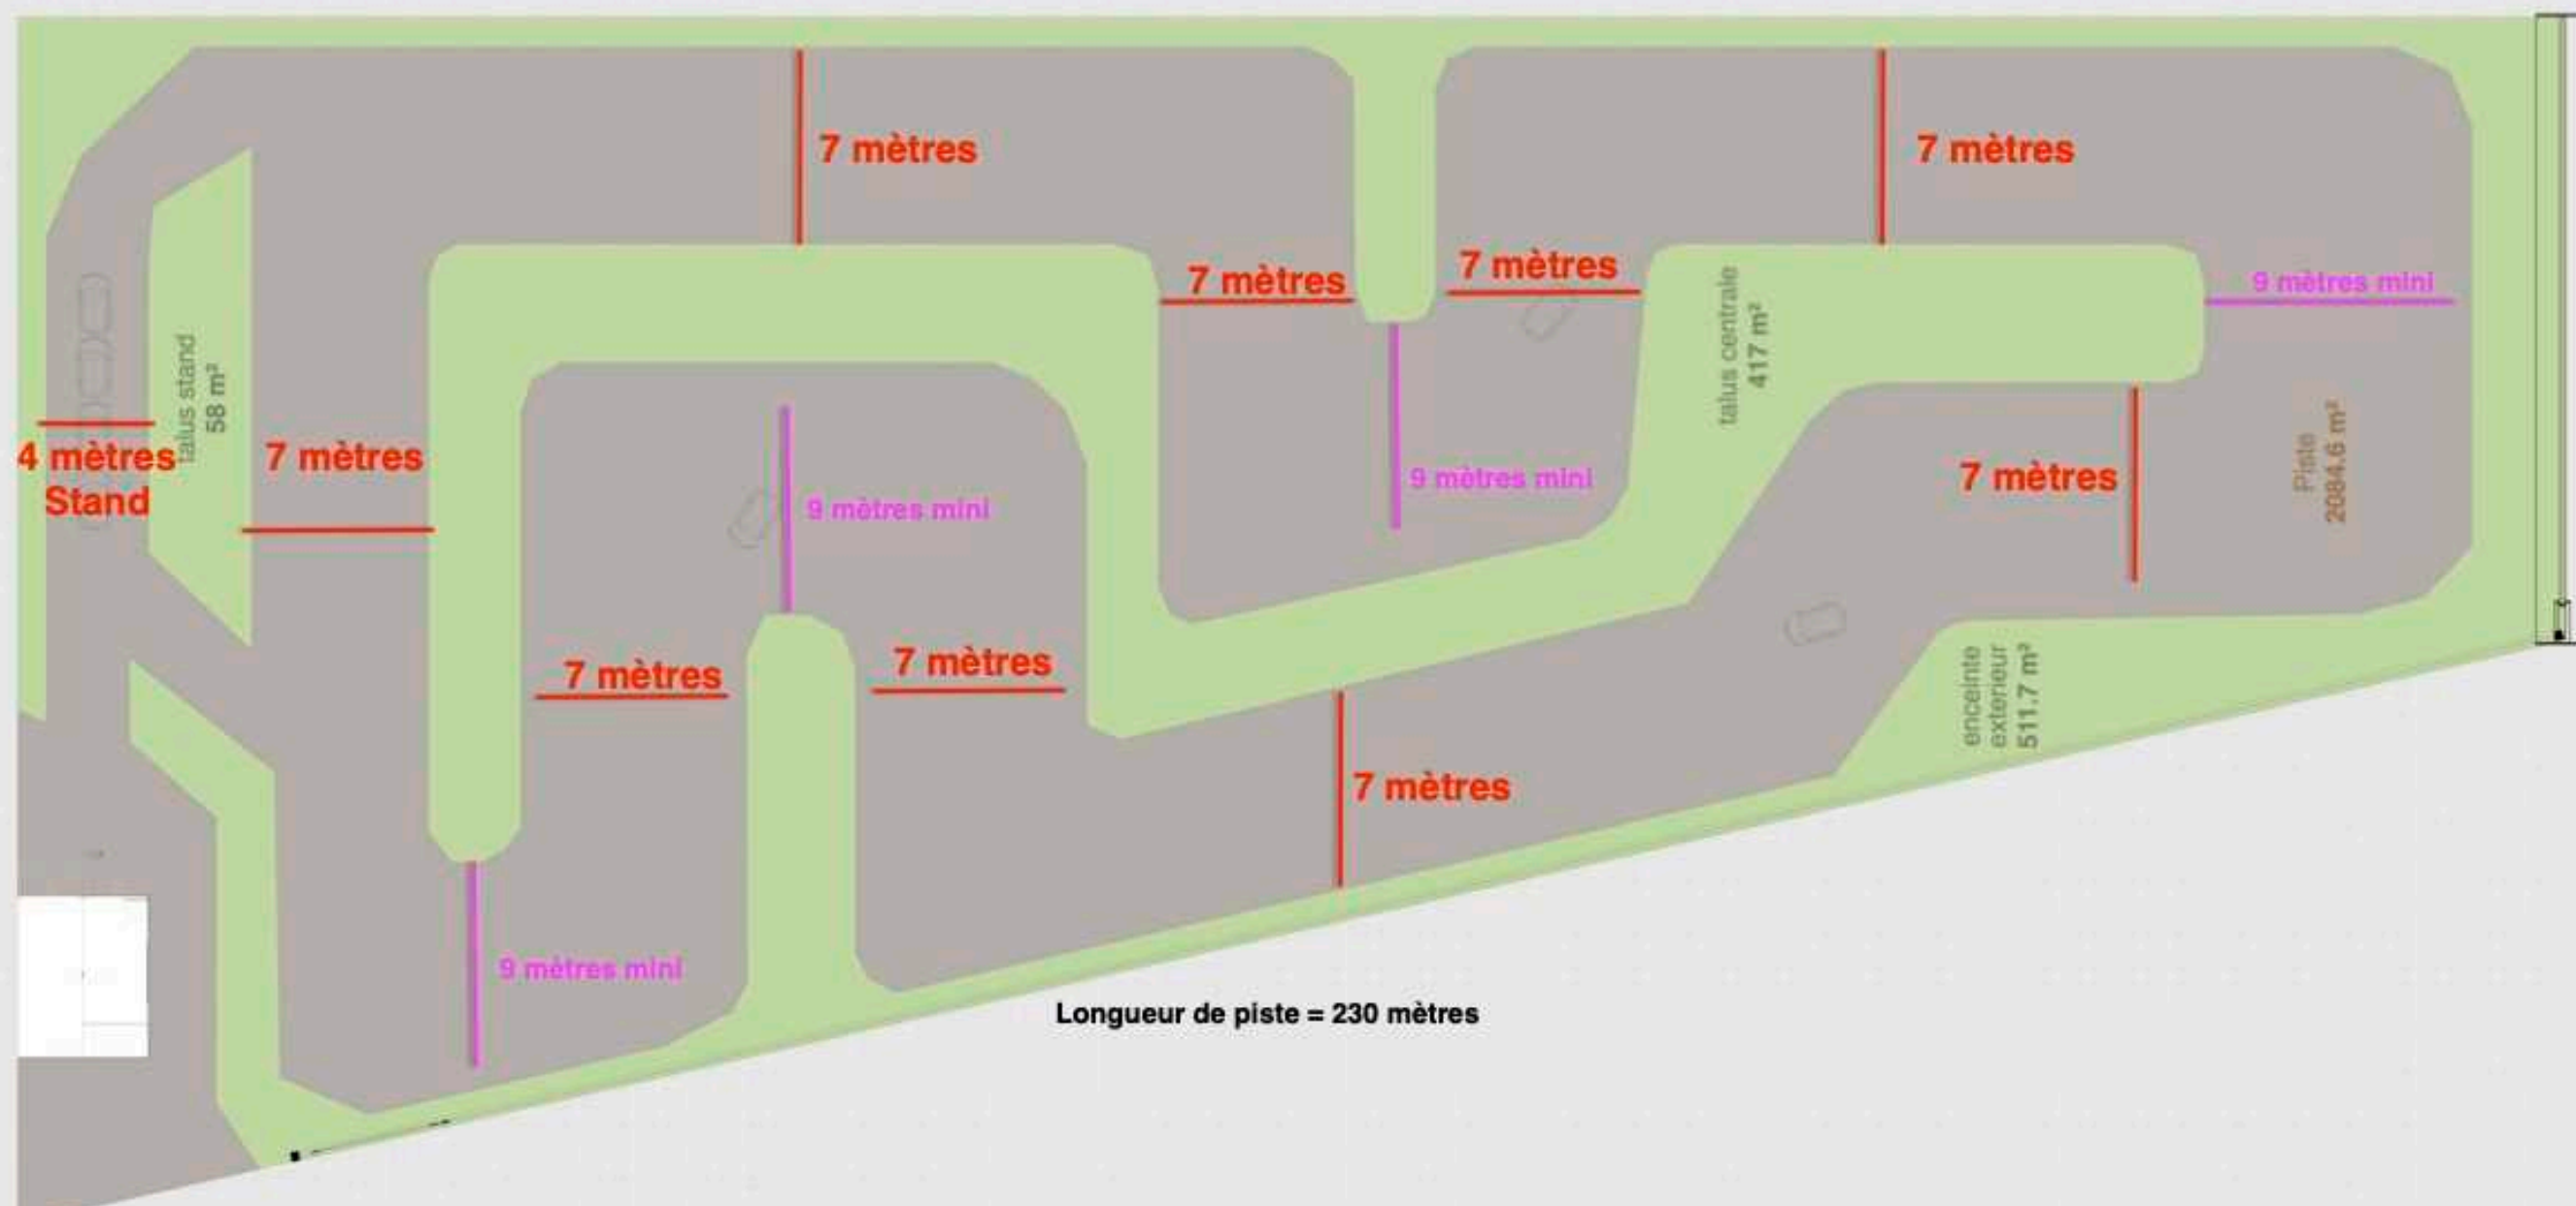 7 mètres
7 mètres
7 mètres
7 mètres
9 mètres mini
talus centrale
417 m²
talus stand
58 m²
4 mètres
Stand
7 mètres
9 mètres mini
9 mètres mini
7 mètres
Piste
2084.6 m²
7 mètres
7 mètres
enceinte
exterieur
511.7 m²
7 mètres
9 mètres mini
Longueur de piste = 230 mètres